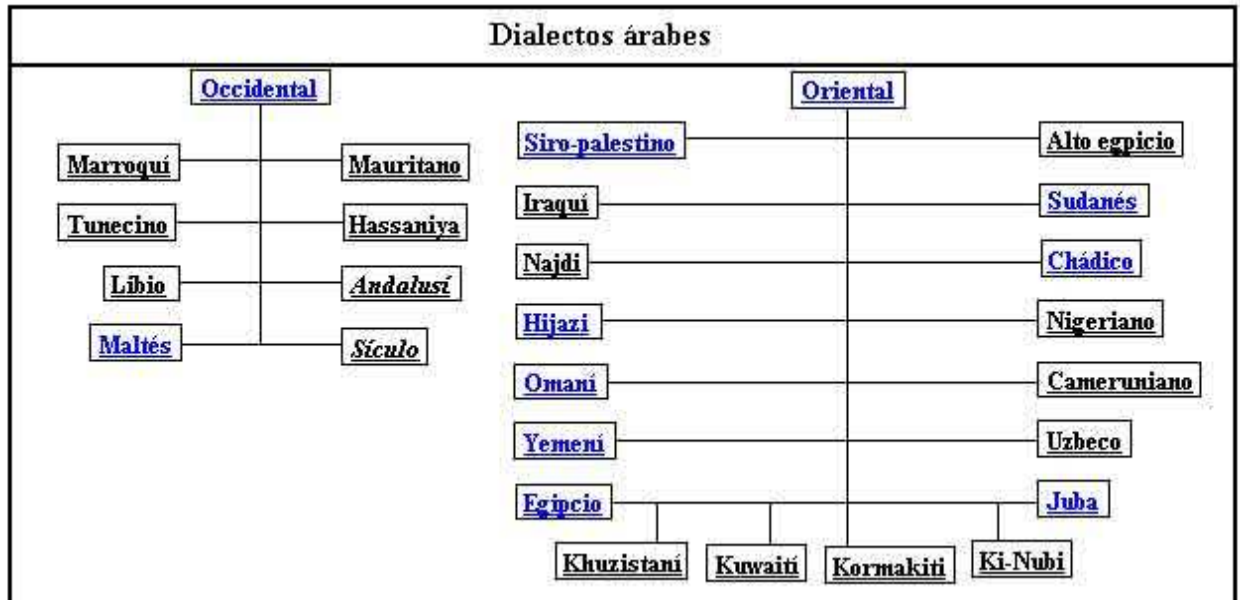 Dialectos árabes
Occidental
Marroquí
Mauritano
Tunecino
Hassaniya
Líbio
Andalusí
Maltés
Sículo
Oriental
Siro-palestino
Alto egpicio
Iraquí
Sudanés
Najdi
Chádico
Hijazi
Nigeriano
Omaní
Cameruniano
Yemení
Uzbeco
Egipcio
Juba
Khuzistaní
Kuwaití
Kormakiti
Ki-Nubi